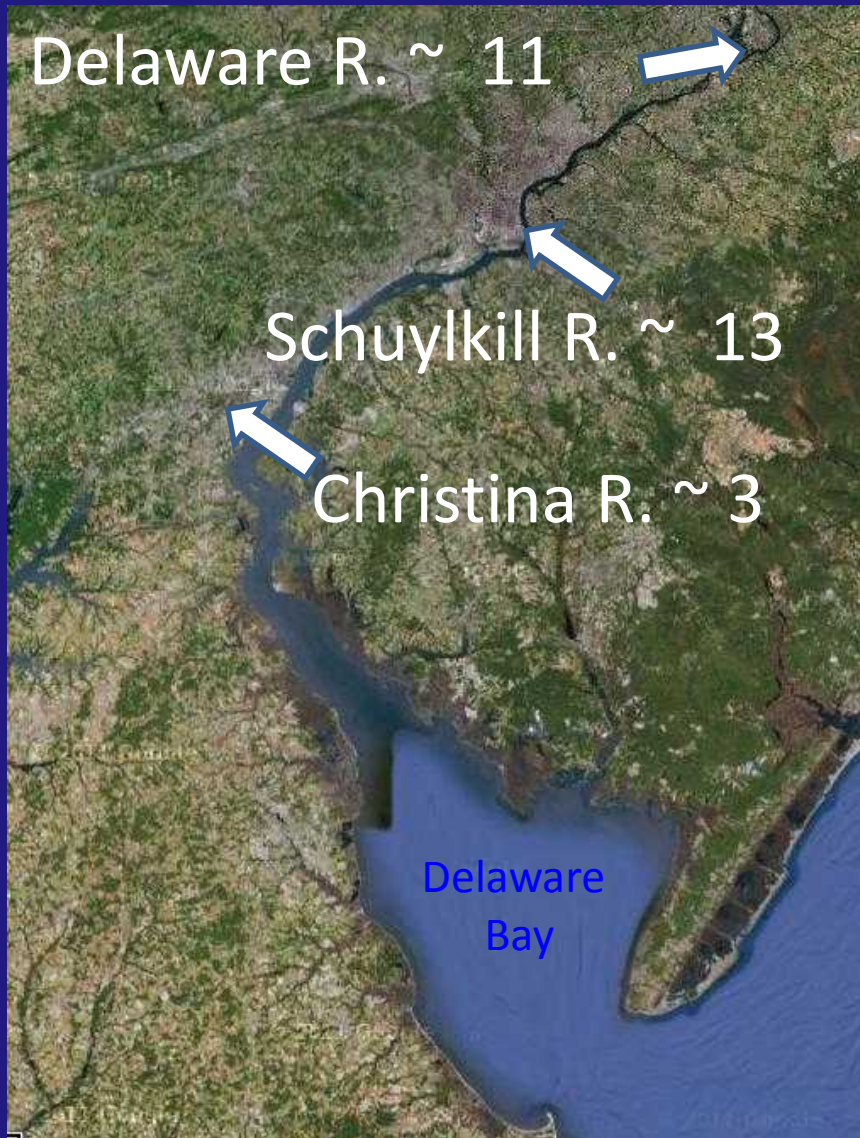 Delaware R. ~ 11
Schuylkill R. ~ 13
Christina R. ~ 3
Delaware
Bay